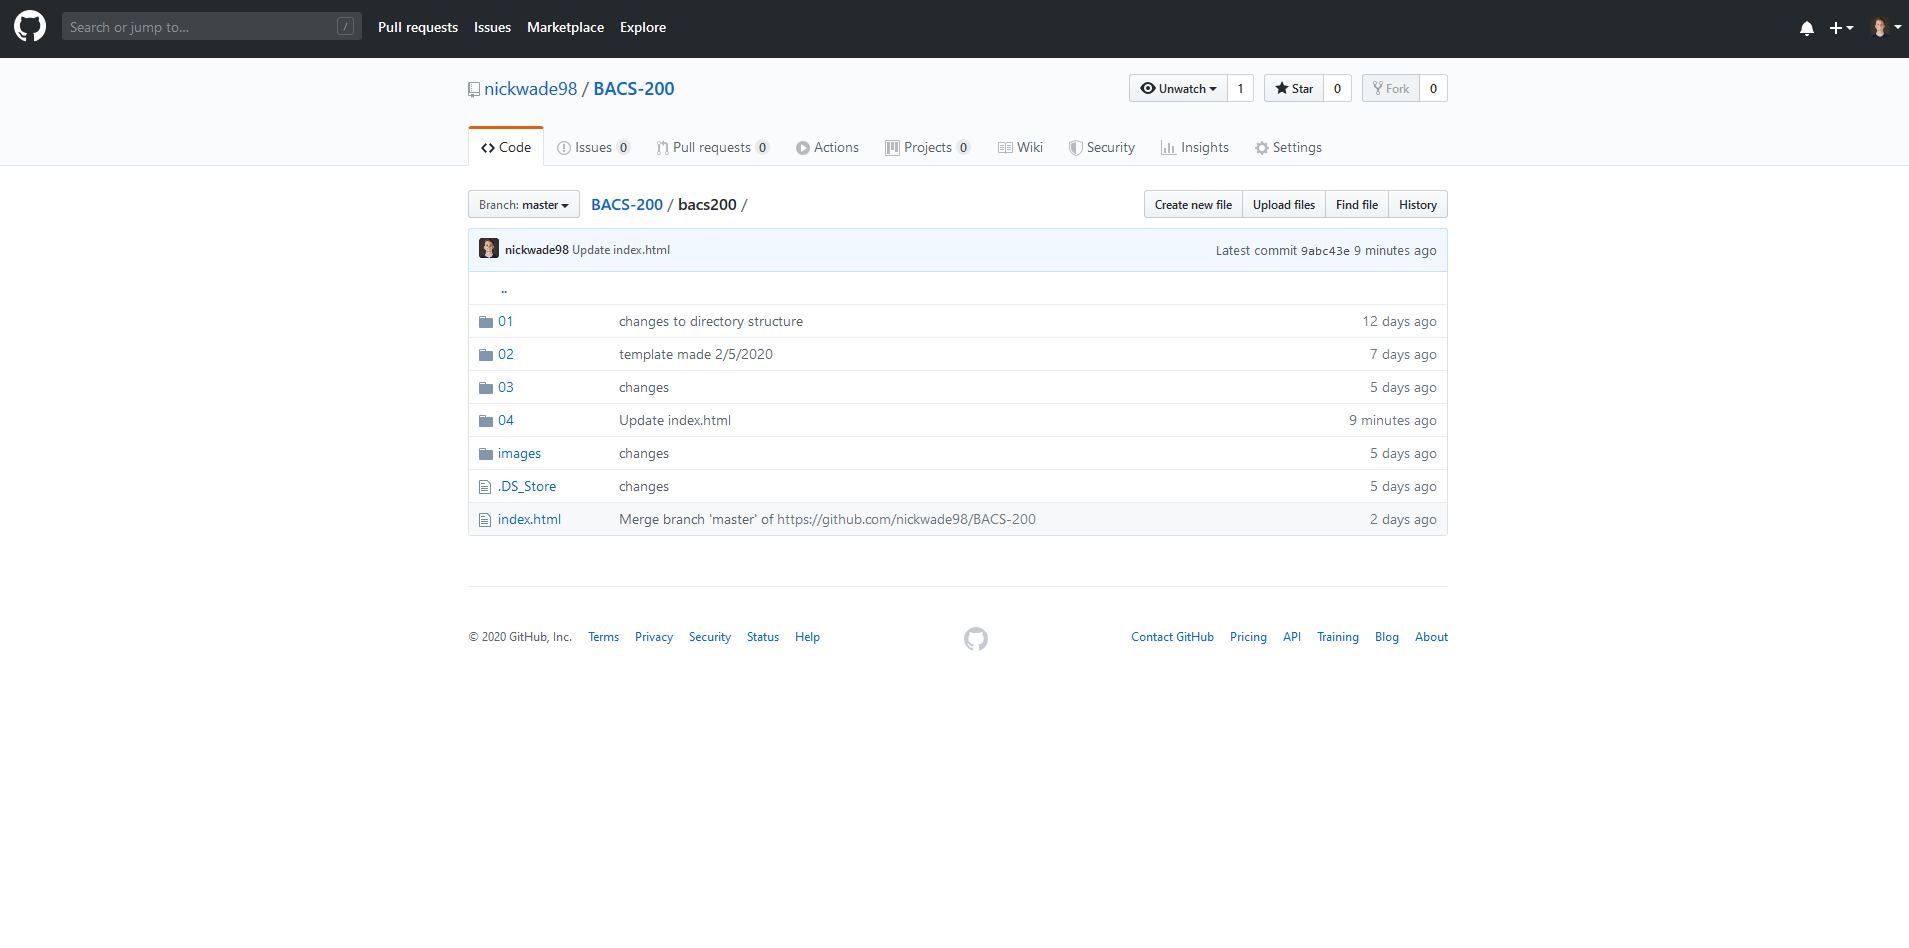 Search or jump to... / Pull requests Issues Marketplace Explore
nickwade98 / BACS-200 Unwatch 1 Star 0 Fork 0
Code Issues 0 Pull requests 0 Actions Projects 0 Wiki Security Insights Settings
Branch: master BACS-200 / bacs200 / Create new file Upload files Find file History
nickwade98 Update index.html Latest commit 9abc43e 9 minutes ago
..
01 changes to directory structure 12 days ago
02 template made 2/5/2020 7 days ago
03 changes 5 days ago
04 Update index.html 9 minutes ago
images changes 5 days ago
.DS_Store changes 5 days ago
index.html Merge branch 'master' of https://github.com/nickwade98/BACS-200 2 days ago
© 2020 GitHub, Inc. Terms Privacy Security Status Help Contact GitHub Pricing API Training Blog About